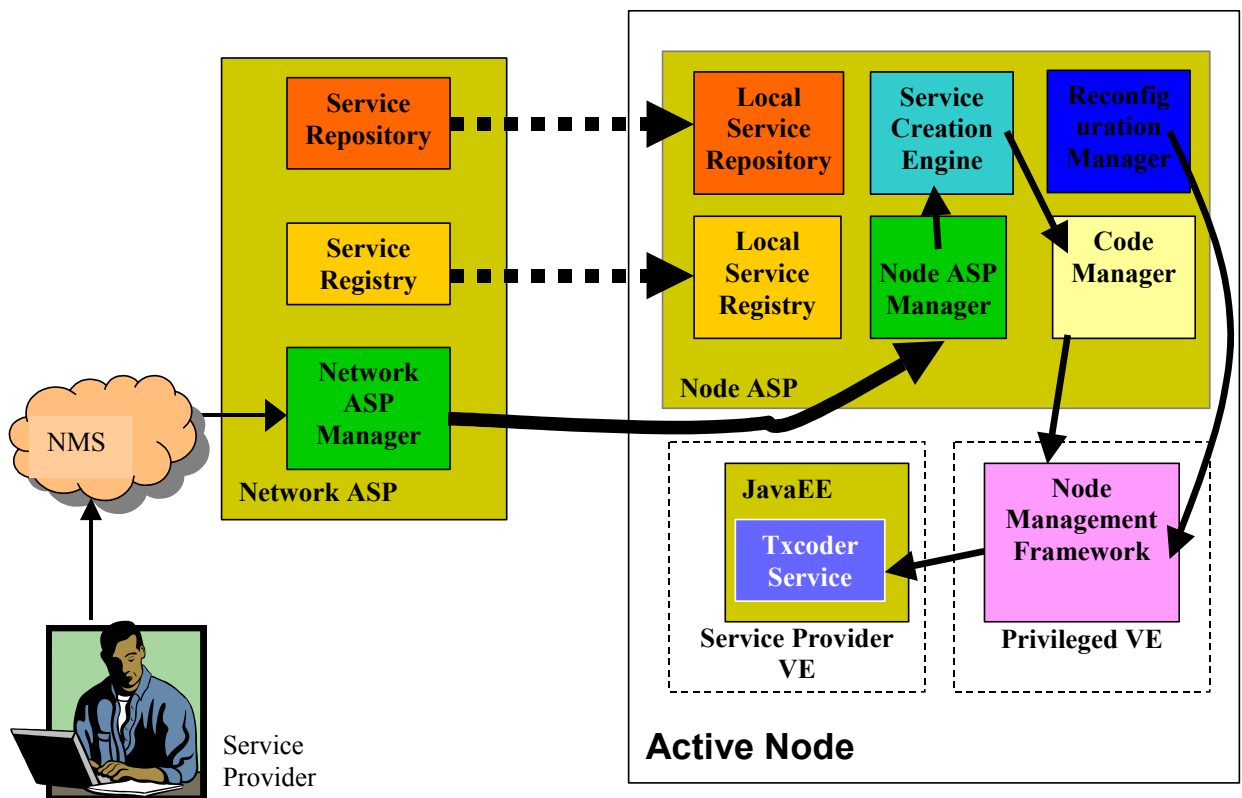 Service
Repository
Service
Registry
Network
ASP
Manager
Network ASP
NMS
Service
Provider
Local
Service
Repository
Service
Creation
Engine
Reconfig
uration
Manager
Local
Service
Registry
Node ASP
Manager
Code
Manager
Node ASP
JavaEE
Txcoder
Service
Service Provider
VE
Node
Management
Framework
Privileged VE
Active Node